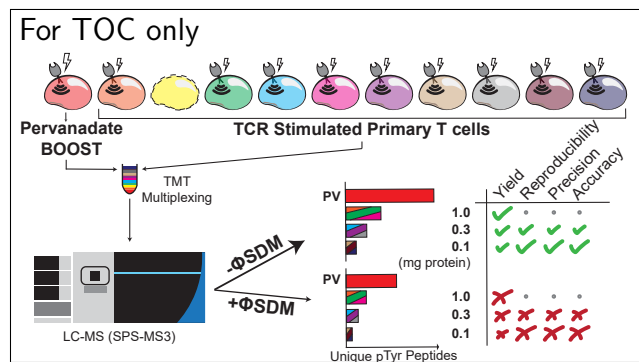 For TOC only
Pervanadate
BOOST
TCR Stimulated Primary T cells
TMT
Multiplexing
LC-MS (SPS-MS3)
-ΦSDM
+ΦSDM
PV
1.0
0.3
0.1
(mg protein)
PV
1.0
0.3
0.1
Unique pTyr Peptides
Yield
Reproducibility
Precision
Accuracy